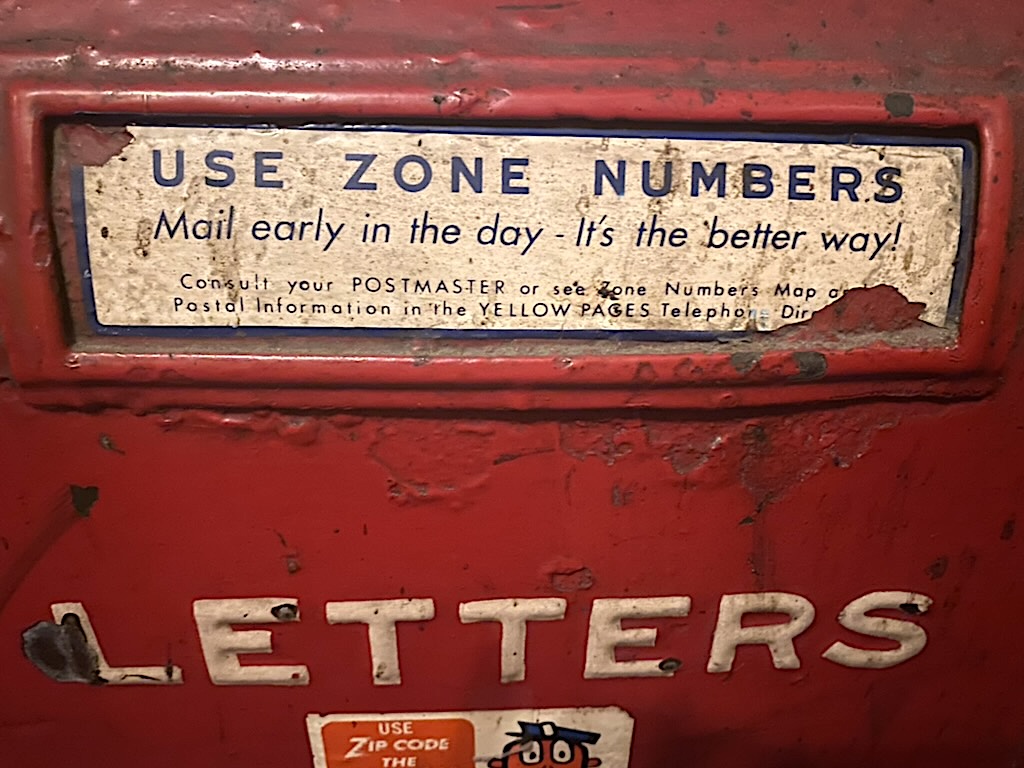 USE ZONE NUMBERS
Mail early in the day - It's the better way!
Consult your POSTMASTER or see Zone Numbers Map
Postal Information in the YELLOW PAGES Telephone
LETTERS
USE
ZIP CODE
THE